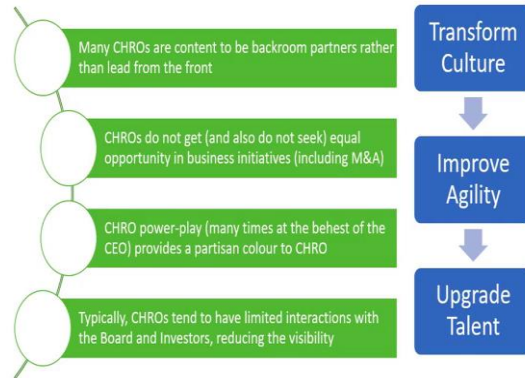 Many CHROs are content to be backroom partners rather
than lead from the front
CHROs do not get (and also do not seek) equal
opportunity in business initiatives (including M&A)
CHRO power-play (many times at the behest of the
CEO) provides a partisan colour to CHRO
Typically, CHROs tend to have limited interactions with
the Board and Investors, reducing the visibility
Transform
Culture
Improve
Agility
Upgrade
Talent